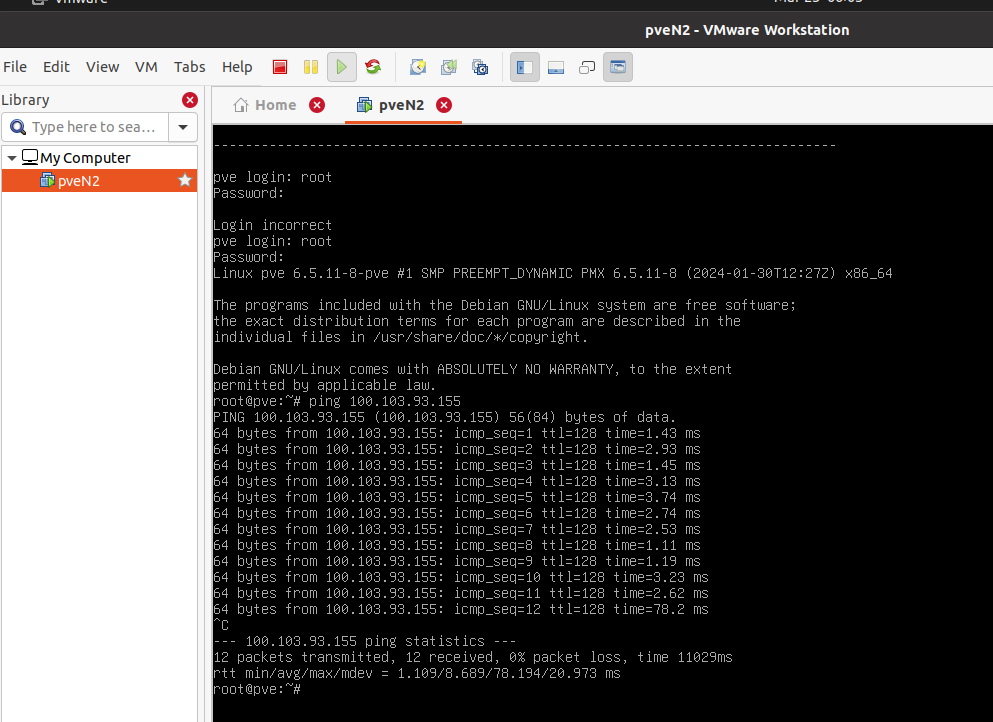 vmware
pveN2 - VMware Workstation
File Edit View VM Tabs Help
Library
Home
pveN2
Type here to sea...
My Computer
pveN2
------------------------------------------------------------------------------
pve login: root
Password:
Login incorrect
pve login: root
Password:
Linux pve 6.5.11-8-pve #1 SMP PREEMPT_DYNAMIC PMX 6.5.11-8 (2024-01-30T12:27Z) x86_64
The programs included with the Debian GNU/Linux system are free software;
the exact distribution terms for each program are described in the
individual files in /usr/share/doc/*/copyright.
Debian GNU/Linux comes with ABSOLUTELY NO WARRANTY, to the extent
permitted by applicable law.
root@pve:~# ping 100.103.93.155
PING 100.103.93.155 (100.103.93.155) 56(84) bytes of data.
64 bytes from 100.103.93.155: icmp_seq=1 ttl=128 time=1.43 ms
64 bytes from 100.103.93.155: icmp_seq=2 ttl=128 time=2.93 ms
64 bytes from 100.103.93.155: icmp_seq=3 ttl=128 time=1.45 ms
64 bytes from 100.103.93.155: icmp_seq=4 ttl=128 time=3.13 ms
64 bytes from 100.103.93.155: icmp_seq=5 ttl=128 time=3.74 ms
64 bytes from 100.103.93.155: icmp_seq=6 ttl=128 time=2.74 ms
64 bytes from 100.103.93.155: icmp_seq=7 ttl=128 time=2.53 ms
64 bytes from 100.103.93.155: icmp_seq=8 ttl=128 time=1.11 ms
64 bytes from 100.103.93.155: icmp_seq=9 ttl=128 time=1.19 ms
64 bytes from 100.103.93.155: icmp_seq=10 ttl=128 time=3.23 ms
64 bytes from 100.103.93.155: icmp_seq=11 ttl=128 time=2.62 ms
64 bytes from 100.103.93.155: icmp_seq=12 ttl=128 time=78.2 ms
^C
--- 100.103.93.155 ping statistics ---
12 packets transmitted, 12 received, 0% packet loss, time 11029ms
rtt min/avg/max/mdev = 1.109/8.689/78.194/20.973 ms
root@pve:~#